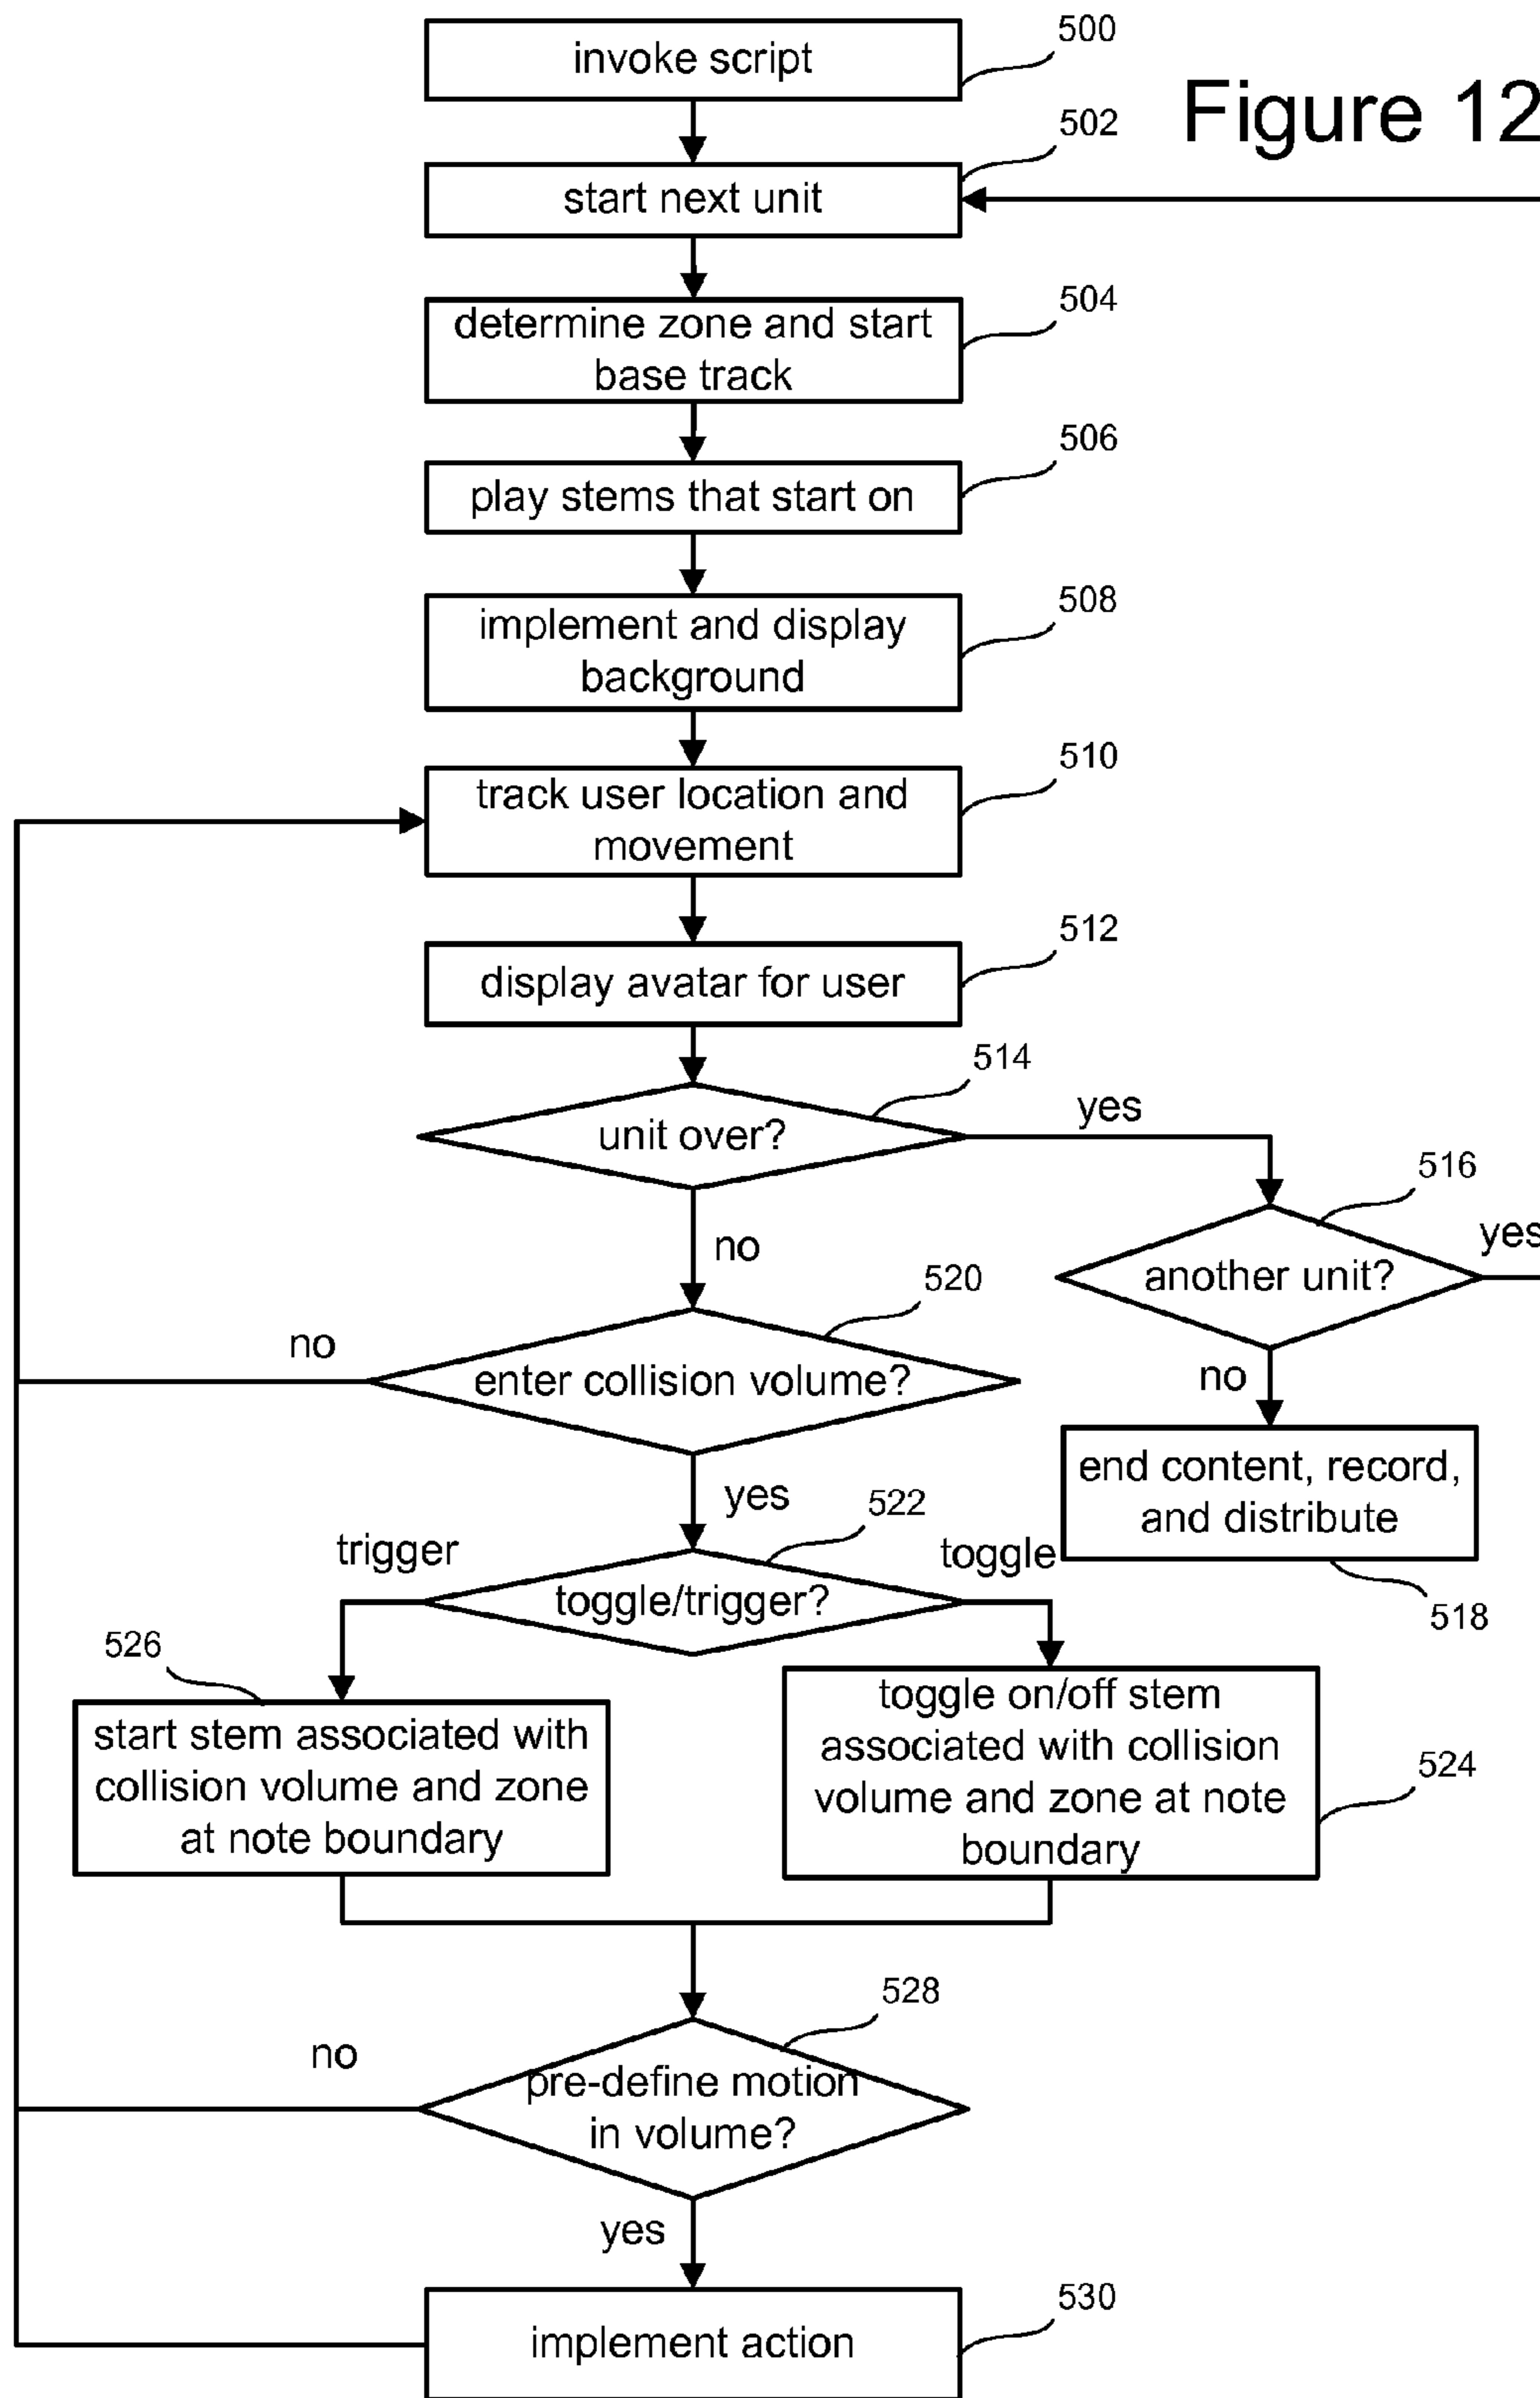 invoke script
500
Figure 12
502
start next unit
504
determine zone and start
base track
506
play stems that start on
508
implement and display
background
510
track user location and
movement
512
display avatar for user
514
unit over?
yes
516
no
another unit?
yes
520
no
enter collision volume?
no
end content, record,
and distribute
518
yes
522
trigger
toggle
toggle/trigger?
526
start stem associated with
collision volume and zone
at note boundary
toggle on/off stem
associated with collision
volume and zone at note
boundary
524
528
no
pre-define motion
in volume?
yes
530
implement action